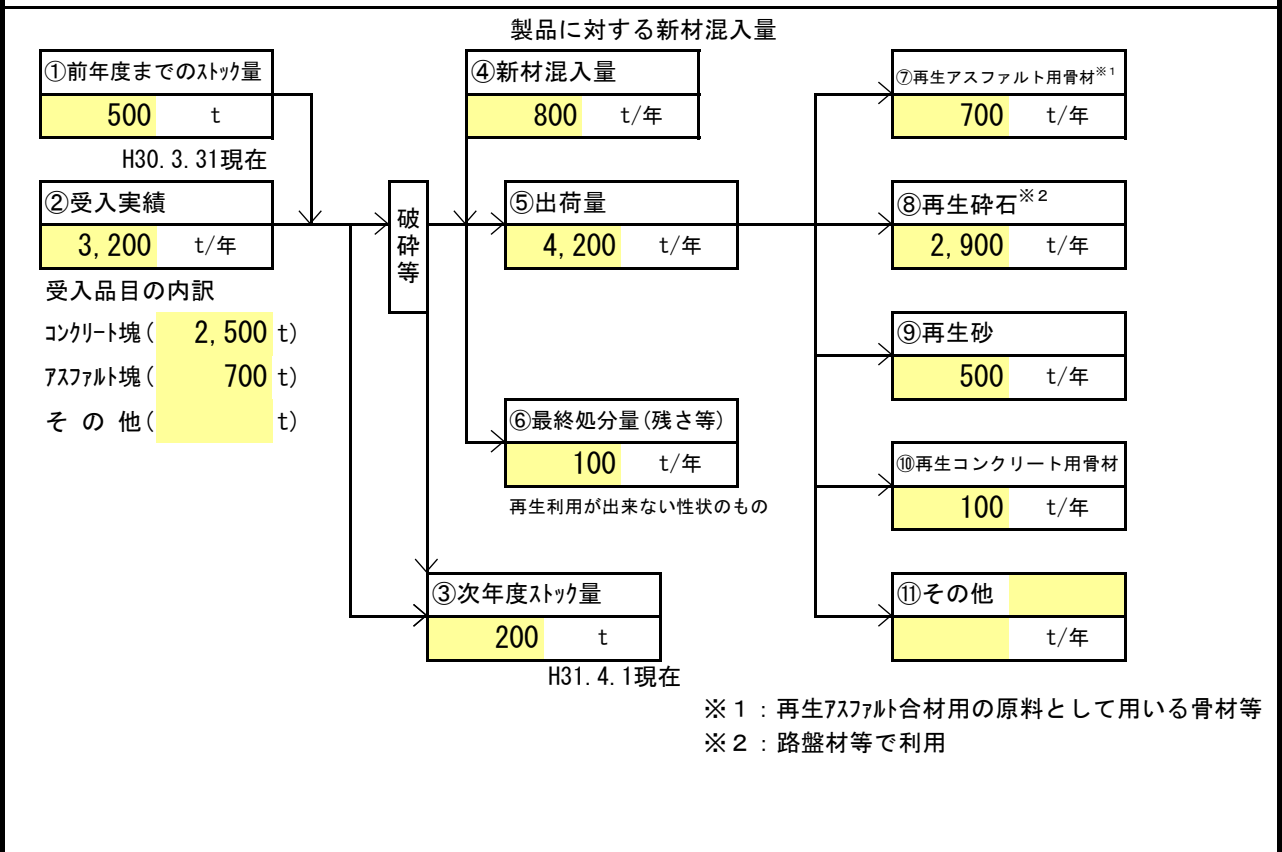 製品に対する新材混入量
①前年度までのｽﾄｯｸ量
500 t
H30.3.31現在
②受入実績
3,200 t/年
受入品目の内訳
ｺﾝｸﾘｰﾄ塊( 2,500 t)
ｱｽﾌｧﾙﾄ塊( 700 t)
そ の 他( t)
破砕等
④新材混入量
800 t/年
⑤出荷量
4,200 t/年
⑥最終処分量(残さ等)
100 t/年
再生利用が出来ない性状のもの
③次年度ｽﾄｯｸ量
200 t
H31.4.1現在
⑦再生アスファルト用骨材※1
700 t/年
⑧再生砕石※2
2,900 t/年
⑨再生砂
500 t/年
⑩再生コンクリート用骨材
100 t/年
⑪その他
t/年
※１：再生ｱｽﾌｧﾙﾄ合材用の原料として用いる骨材等
※２：路盤材等で利用